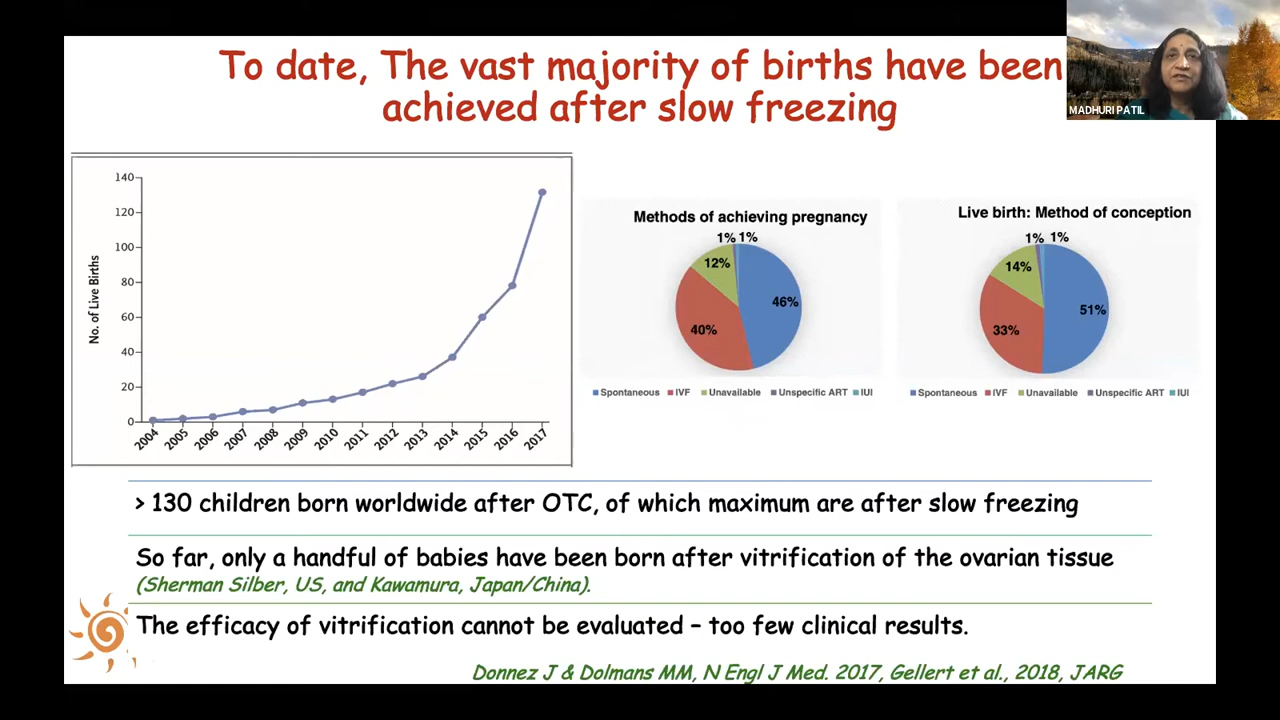 To date, The vast majority of births have been
achieved after slow freezing
MADHURI PATIL
No. of Live Births
140
120
100
80
60
40
20
0
2004 2005 2006 2007 2008 2009 2010 2011 2012 2013 2014 2015 2016 2017
Methods of achieving pregnancy
1% 1%
12%
46%
40%
Spontaneous IVF Unavailable Unspecific ART IUI
Live birth: Method of conception
1% 1%
14%
51%
33%
Spontaneous IVF Unavailable Unspecific ART IUI
> 130 children born worldwide after OTC, of which maximum are after slow freezing
So far, only a handful of babies have been born after vitrification of the ovarian tissue
(Sherman Silber, US, and Kawamura, Japan/China).
The efficacy of vitrification cannot be evaluated – too few clinical results.
Donnez J & Dolmans MM, N Engl J Med. 2017, Gellert et al., 2018, JARG